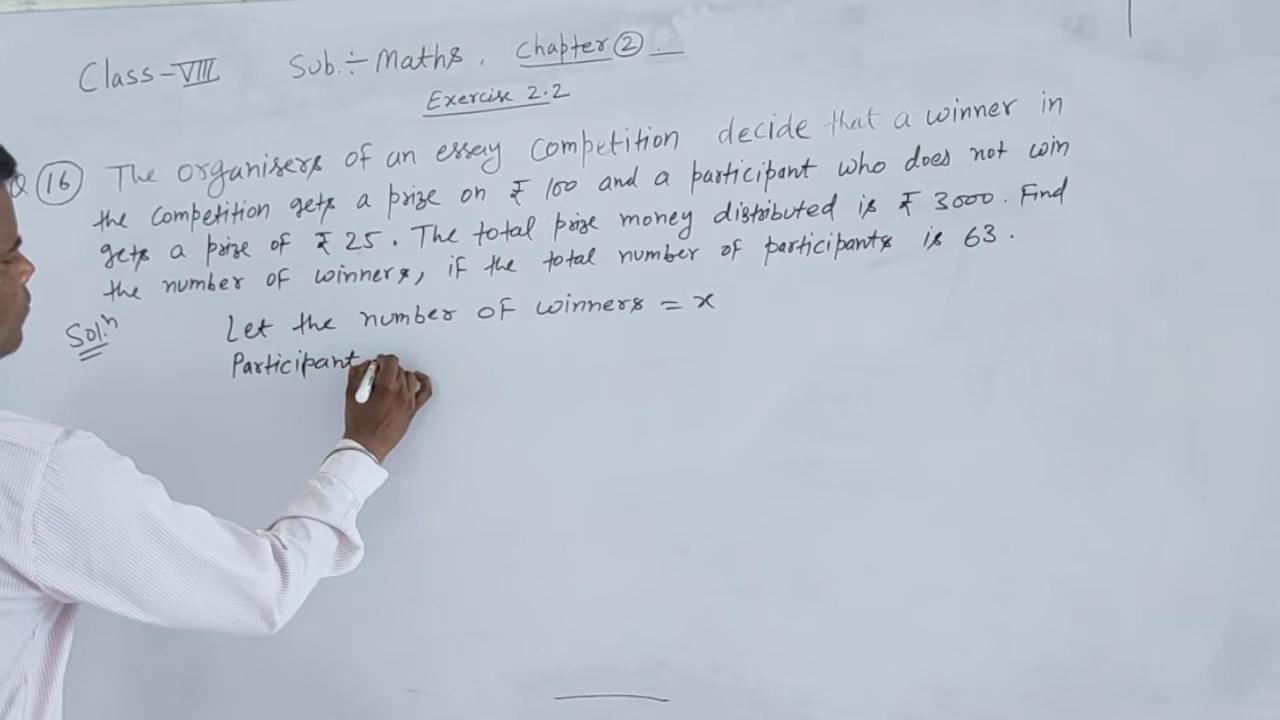 Class-VIII Sub.÷ Maths. Chapter ②
Exercise 2.2
Q ⑯ The organisers of an essay competition decide that a winner in
the competition gets a prize on ₹ 100 and a participant who does not win
gets a prize of ₹ 25. The total prize money distributed is ₹ 3000. Find
the number of winners, if the total number of participants is 63.
Sol.n Let the number of winners = x
Participant